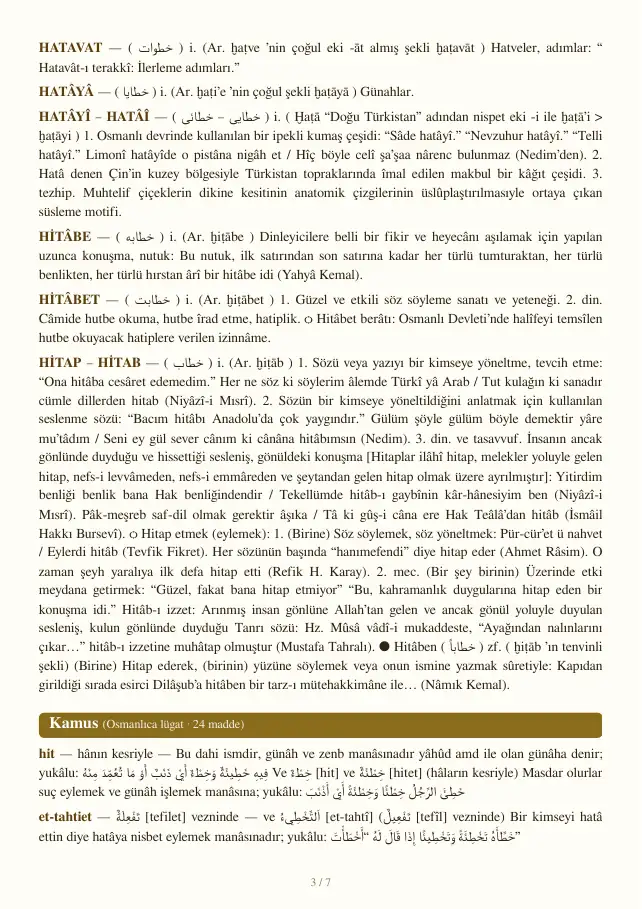 HATAVAT — ( خطوات ) i. (Ar. ḫaṭve ’nin çoğul eki -āt almış şekli ḫaṭavāt ) Hatveler, adımlar: “
Hatavât-ı terakkî: İlerleme adımları.”
HATÂYÂ — ( خطايا ) i. (Ar. ḫaṭi’e ’nin çoğul şekli ḫaṭāyā ) Günahlar.
HATÂYÎ – HATÂÎ — ( خطایی – خطائی ) i. ( Ḫaṭā “Doğu Türkistan” adından nispet eki -i ile ḫaṭā’i >
ḫaṭāyi ) 1. Osmanlı devrinde kullanılan bir ipekli kumaş çeşidi: “Sâde hatâyî.” “Nevzuhur hatâyî.” “Telli
hatâyî.” Limonî hatâyîde o pistâna nigâh et / Hîç böyle celî şa’şaa nârenc bulunmaz (Nedim’den). 2.
Hatâ denen Çin’in kuzey bölgesiyle Türkistan topraklarında îmal edilen makbul bir kâğıt çeşidi. 3.
tezhip. Muhtelif çiçeklerin dikine kesitinin anatomik çizgilerinin üslûplaştırılmasıyle ortaya çıkan
süsleme motifi.
HİTÂBE — ( خطابه ) i. (Ar. ḫiṭābe ) Dinleyicilere belli bir fikir ve heyecânı aşılamak için yapılan
uzunca konuşma, nutuk: Bu nutuk, ilk satırından son satırına kadar her türlü tumturaktan, her türlü
benlikten, her türlü hırstan ârî bir hitâbe idi (Yahyâ Kemal).
HİTÂBET — ( خطابت ) i. (Ar. ḫiṭābet ) 1. Güzel ve etkili söz söyleme sanatı ve yeteneği. 2. din.
Câmide hutbe okuma, hutbe îrad etme, hatiplik. ѻ Hitâbet berâtı: Osmanlı Devleti’nde halîfeyi temsîlen
hutbe okuyacak hatiplere verilen izinnâme.
HİTAP – HİTAB — ( خطاب ) i. (Ar. ḫiṭāb ) 1. Sözü veya yazıyı bir kimseye yöneltme, tevcih etme:
“Ona hitâba cesâret edemedim.” Her ne söz ki söylerim âlemde Türkî yâ Arab / Tut kulağın ki sanadır
cümle dillerden hitab (Niyâzî-i Mısrî). 2. Sözün bir kimseye yöneltildiğini anlatmak için kullanılan
seslenme sözü: “Bacım hitâbı Anadolu’da çok yaygındır.” Gülüm şöyle gülüm böyle demektir yâre
mu’tâdım / Seni ey gül sever cânım ki cânâna hitâbımsın (Nedim). 3. din. ve tasavvuf. İnsanın ancak
gönlünde duyduğu ve hissettiği sesleniş, gönüldeki konuşma [Hitaplar ilâhî hitap, melekler yoluyle gelen
hitap, nefs-i levvâmeden, nefs-i emmâreden ve şeytandan gelen hitap olmak üzere ayrılmıştır]: Yitirdim
benliği benlik bana Hak benliğindendir / Tekellümde hitâb-ı gaybînin kâr-hânesiyim ben (Niyâzî-i
Mısrî). Pâk-meşreb saf-dil olmak gerektir âşıka / Tâ ki gûş-i câna ere Hak Teâlâ’dan hitâb (İsmâil
Hakkı Bursevî). ѻ Hitap etmek (eylemek): 1. (Birine) Söz söylemek, söz yöneltmek: Pür-cür’et ü nahvet
/ Eylerdi hitâb (Tevfik Fikret). Her sözünün başında “hanımefendi” diye hitap eder (Ahmet Râsim). O
zaman şeyh yaralıya ilk defa hitap etti (Refik H. Karay). 2. mec. (Bir şey birinin) Üzerinde etki
meydana getirmek: “Güzel, fakat bana hitap etmiyor” “Bu, kahramanlık duygularına hitap eden bir
konuşma idi.” Hitâb-ı izzet: Arınmış insan gönlüne Allah’tan gelen ve ancak gönül yoluyle duyulan
sesleniş, kulun gönlünde duyduğu Tanrı sözü: Hz. Mûsâ vâdî-i mukaddeste, “Ayağından nalınlarını
çıkar…” hitâb-ı izzetine muhâtap olmuştur (Mustafa Tahralı). ● Hitâben ( خطاباً ) zf. ( ḫiṭāb ’ın tenvinli
şekli) (Birine) Hitap ederek, (birinin) yüzüne söylemek veya onun ismine yazmak sûretiyle: Kapıdan
girildiği sırada esirci Dilâşub’a hitâben bir tarz-ı mütehakkimâne ile… (Nâmık Kemal).
Kamus (Osmanlıca lügat · 24 madde)
hit — hânın kesriyle — Bu dahi ismdir, günâh ve zenb manâsınadır yâhûd amd ile olan günâha denir;
yukâlu: فِيهِ خَطِيئَةٌ وَخِطْءٌ أَيْ ذَنْبٌ أَوْ مَا تُعُمِّدَ مِنْهُ Ve خِطْءٌ [hit] ve خِطْئَةٌ [hitet] (hâların kesriyle) Masdar olurlar
suç eylemek ve günâh işlemek manâsına; yukâlu: خَطِئَ الرَّجُلُ خِطْئًا وَخِطْئَةً أَيْ أَذْنَبَ
et-tahtiet — تَفْعِلَةٌ [tefilet] vezninde — ve اَلتَّخْطِيءُ [et-tahtî] (تَفْعِيلٌ [tefîl] vezninde) Bir kimseyi hatâ
ettin diye hatâya nisbet eylemek manâsınadır; yukâlu: خَطَّأَهُ تَخْطِئَةً وَتَخْطِيئًا إِذَا قَالَ لَهُ “أَخْطَأْتَ”
3 / 7